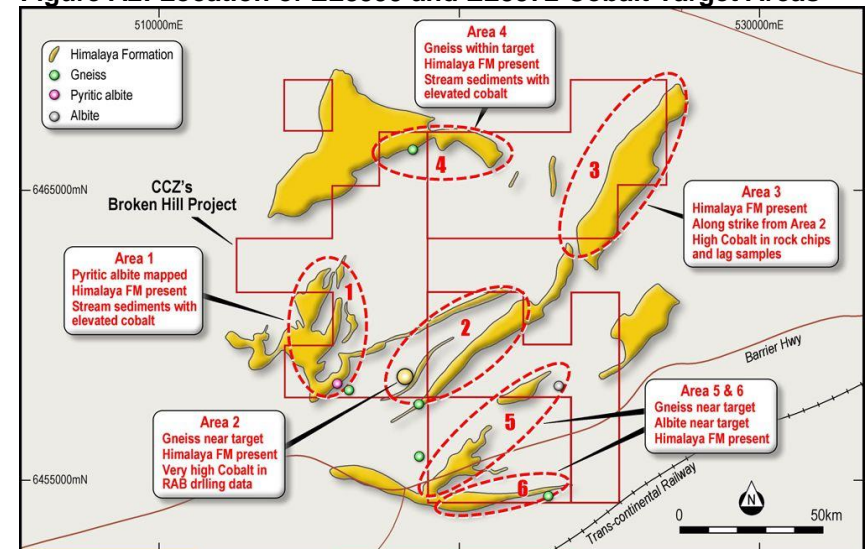 Figure A2: Location of EL8599 and EL8572 Cobalt Target Areas
510000mE
530000mE
Himalaya Formation
Gneiss
Pyritic albite
Albite
Area 4
Gneiss within target
Himalaya FM present
Stream sediments with
elevated cobalt
4
3
6465000mN
CCZ's
Broken Hill Project
Area 3
Himalaya FM present
Along strike from Area 2
High Cobalt in rock chips
and lag samples
Area 1
Pyritic albite mapped
Himalaya FM present
Stream sediments with
elevated cobalt
1
2
Barrier Hwy
Area 2
Gneiss near target
Himalaya FM present
Very high Cobalt in
RAB drlling data
5
Area 5 & 6
Gneiss near target
Albite near target
Himalaya FM present
6455000mN
6
Trans-continental Railway
N
0
50km